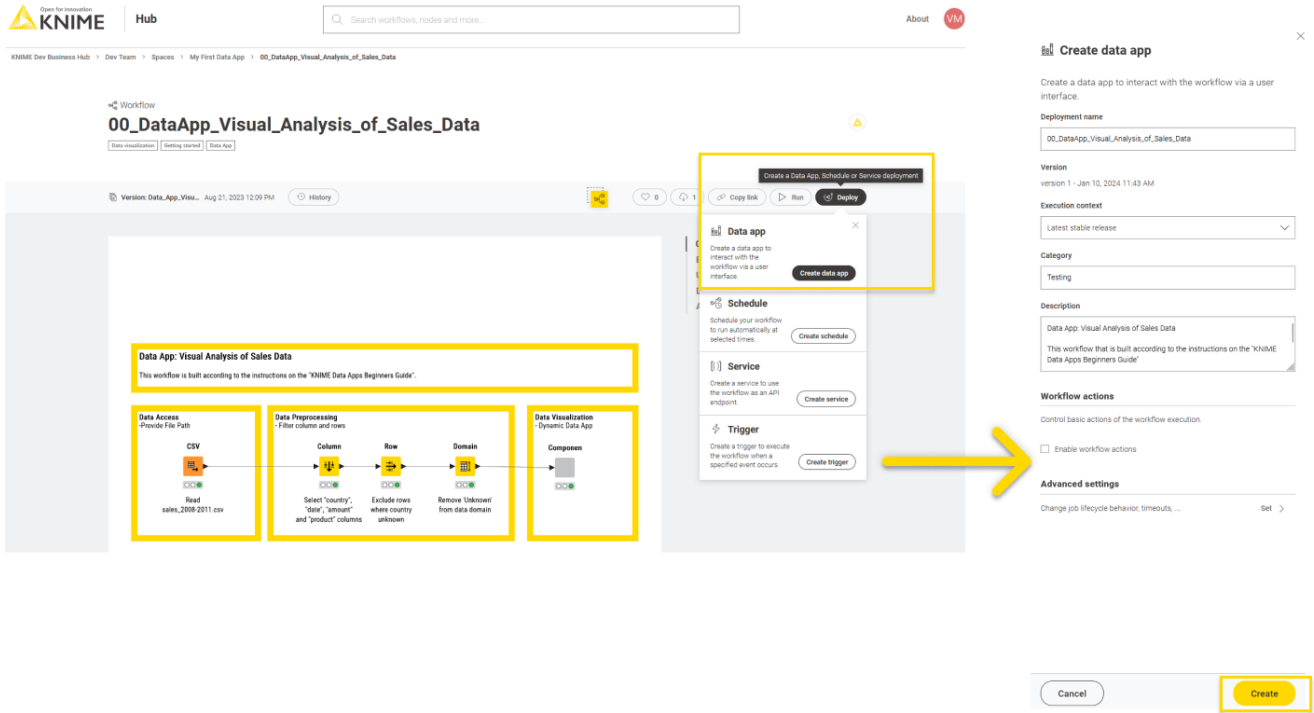 Open for Innovation
KNIME
Hub
Search workflows, nodes and more...
About
VM
KNIME Dev Business Hub > Dev Team > Spaces > My First Data App > 00_DataApp_Visual_Analysis_of_Sales_Data
Workflow
00_DataApp_Visual_Analysis_of_Sales_Data
Data visualization Getting started Data App
Version: Data_App_Visu... Aug 21, 2023 12:09 PM
History
Create a Data App, Schedule or Service deployment
0
1
Copy link
Run
Deploy
Data app
Create a data app to
interact with the
workflow via a user
interface.
Create data app
Schedule
Schedule your workflow
to run automatically at
selected times.
Create schedule
Service
Create a service to use
the workflow as an API
endpoint.
Create service
Trigger
Create a trigger to execute
the workflow when a
specified event occurs.
Create trigger
Data App: Visual Analysis of Sales Data
This workflow is built according to the instructions on the "KNIME Data Apps Beginners Guide".
Data Access
-Provide File Path
CSV
Read
sales_2008-2011.csv
Data Preprocessing
- Filter column and rows
Column
Select "country",
"date", "amount"
and "product" columns
Row
Exclude rows
where country
unknown
Domain
Remove 'Unknown'
from data domain
Data Visualization
- Dynamic Data App
Componen
Create data app
Create a data app to interact with the workflow via a user
interface.
Deployment name
00_DataApp_Visual_Analysis_of_Sales_Data
Version
version 1 - Jan 10, 2024 11:43 AM
Execution context
Latest stable release
Category
Testing
Description
Data App: Visual Analysis of Sales Data
This workflow that is built according to the instructions on the "KNIME
Data Apps Beginners Guide"
Workflow actions
Control basic actions of the workflow execution.
Enable workflow actions
Advanced settings
Change job lifecycle behavior, timeouts, ...
Set >
Cancel
Create